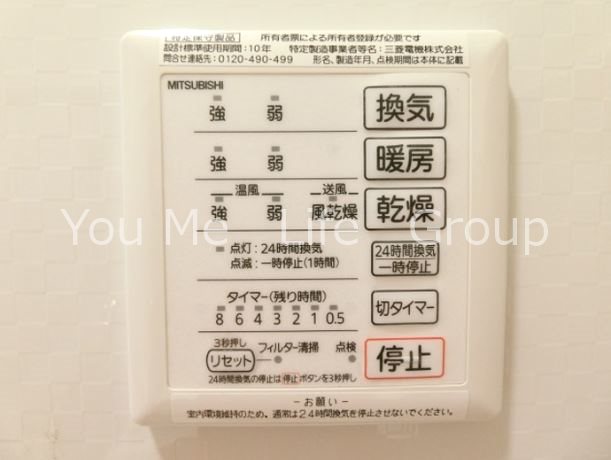 特定保守製品 所有者票による所有者登録が必要です
設計標準使用期間:10年 特定製造事業者等名:三菱電機株式会社
問合せ連絡先:0120-490-499 形名、製造年月、点検期間は本体に記載
MITSUBISHI
強 弱 換気
強 弱 暖房
温風 送風
強 弱 風乾燥 乾燥
You Me Life Group
点灯:24時間換気
点滅:一時停止(1時間)
24時間換気
一時停止
タイマー(残り時間)
8 6 4 3 2 1 0.5
切タイマー
3秒押し
リセット フィルター清掃 点検
停止
24時間換気の停止は停止ボタンを3秒押し
-お願い-
室内環境維持のため、通常は24時間換気を停止させないでください。